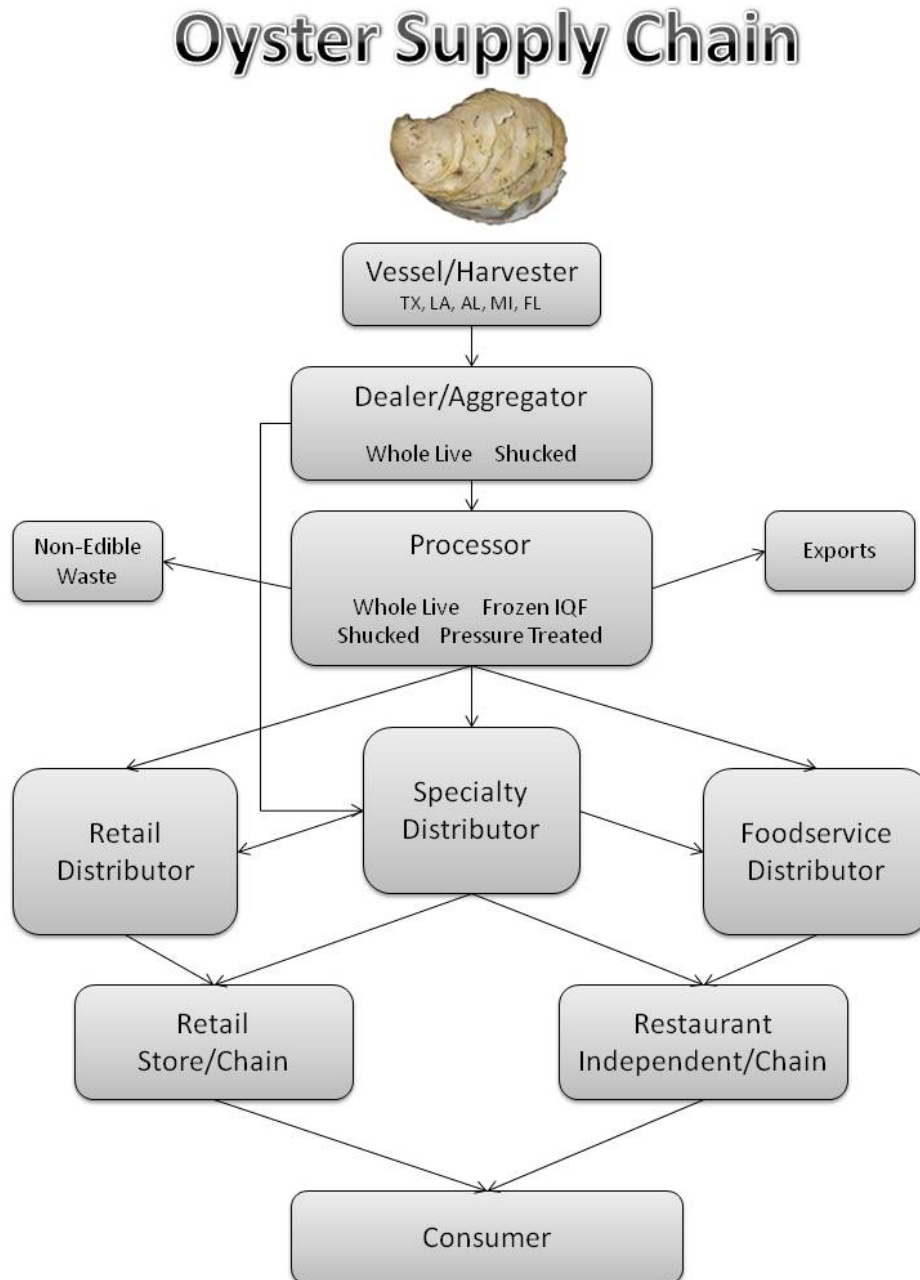 Oyster Supply Chain
Vessel/Harvester
TX, LA, AL, MI, FL
Dealer/Aggregator
Whole Live Shucked
Processor
Whole Live Frozen IQF
Shucked Pressure Treated
Non-Edible
Waste
Exports
Retail
Distributor
Specialty
Distributor
Foodservice
Distributor
Retail
Store/Chain
Restaurant
Independent/Chain
Consumer